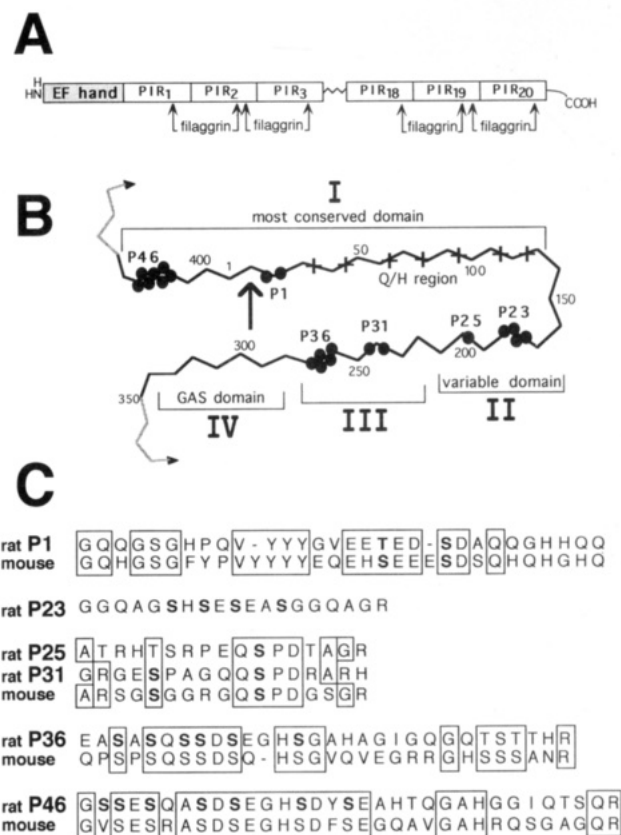 A
H
HN EF hand PIR1 PIR2 PIR3 PIR18 PIR19 PIR20 COOH
filaggrin filaggrin filaggrin filaggrin
B
I
most conserved domain
P46 400 1 P1 50 Q/H region 100 150
P36 P31 P25 P23
300 250 200
350 GAS domain variable domain
IV III II
C
rat P1 GQQGSGHPQV-YYYGVEETED-SDAQQGHHQQ
mouse GQHGSGFYPVYYYYEQEHSEEESDSQHQHGHQ
rat P23 GGQAGSHSESEASGGQAGR
rat P25 ATRHTSRPEQSPDTAGR
rat P31 GRGESPAGQQSPDRARH
mouse ARSGSGGRGQSPDGSGR
rat P36 EASASQSSDSEGHSGAHAGIGQGQTSTTHR
mouse QPSPSQSSDSQ-HSGVQVEGRRGHSSSANR
rat P46 GSSESQASDSEGHSDYSEAHTQGAHGGIQTSQR
mouse GVSESRASDSEGHSDFSEGQAVGAHRQSGAGQR